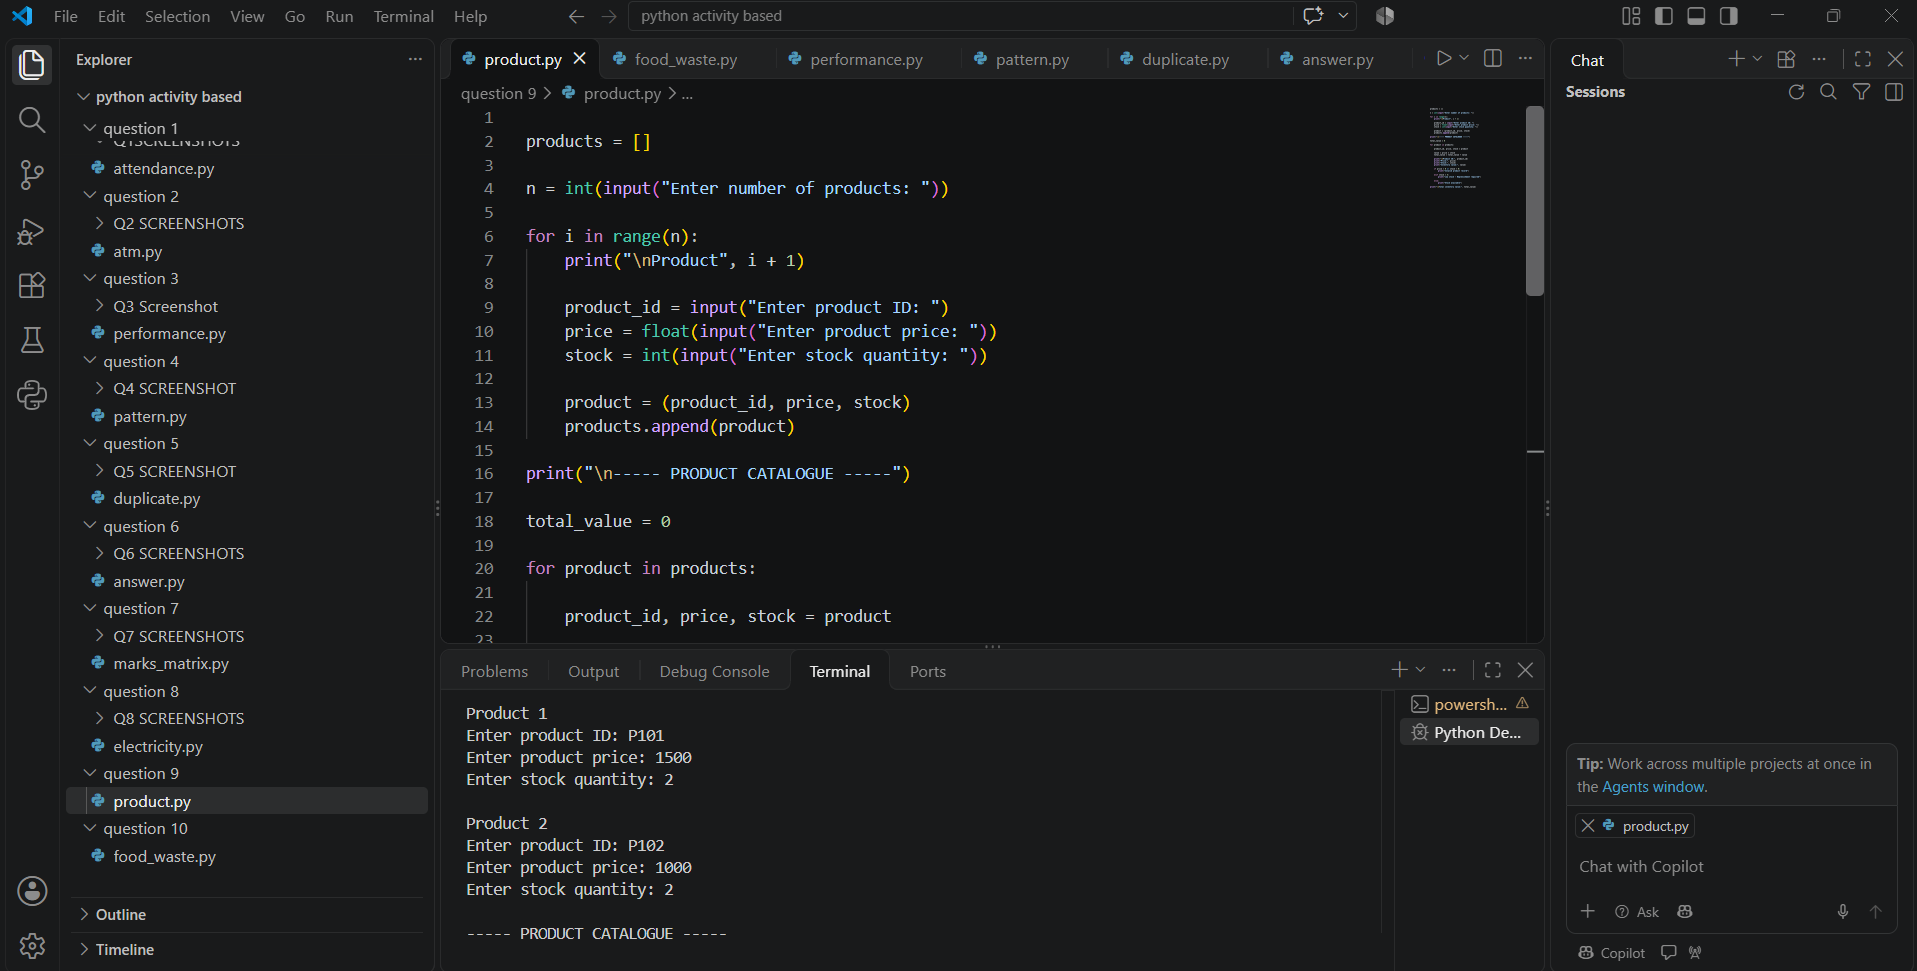 File Edit Selection View Go Run Terminal Help
python activity based
Explorer
python activity based
question 1
Q1SCREENSHOTS
attendance.py
question 2
Q2 SCREENSHOTS
atm.py
question 3
Q3 Screenshot
performance.py
question 4
Q4 SCREENSHOT
pattern.py
question 5
Q5 SCREENSHOT
duplicate.py
question 6
Q6 SCREENSHOTS
answer.py
question 7
Q7 SCREENSHOTS
marks_matrix.py
question 8
Q8 SCREENSHOTS
electricity.py
question 9
product.py
question 10
food_waste.py
Outline
Timeline
product.py food_waste.py performance.py pattern.py duplicate.py answer.py
question 9 > product.py > ...
1
2 products = []
3
4 n = int(input("Enter number of products: "))
5
6 for i in range(n):
7     print("\nProduct", i + 1)
8
9     product_id = input("Enter product ID: ")
10     price = float(input("Enter product price: "))
11     stock = int(input("Enter stock quantity: "))
12
13     product = (product_id, price, stock)
14     products.append(product)
15
16 print("\n----- PRODUCT CATALOGUE -----")
17
18 total_value = 0
19
20 for product in products:
21
22     product_id, price, stock = product
23
Problems Output Debug Console Terminal Ports
Product 1
Enter product ID: P101
Enter product price: 1500
Enter stock quantity: 2
Product 2
Enter product ID: P102
Enter product price: 1000
Enter stock quantity: 2
----- PRODUCT CATALOGUE -----
powersh...
Python De...
Chat
Sessions
Tip: Work across multiple projects at once in
the Agents window.
product.py
Chat with Copilot
Ask
Copilot